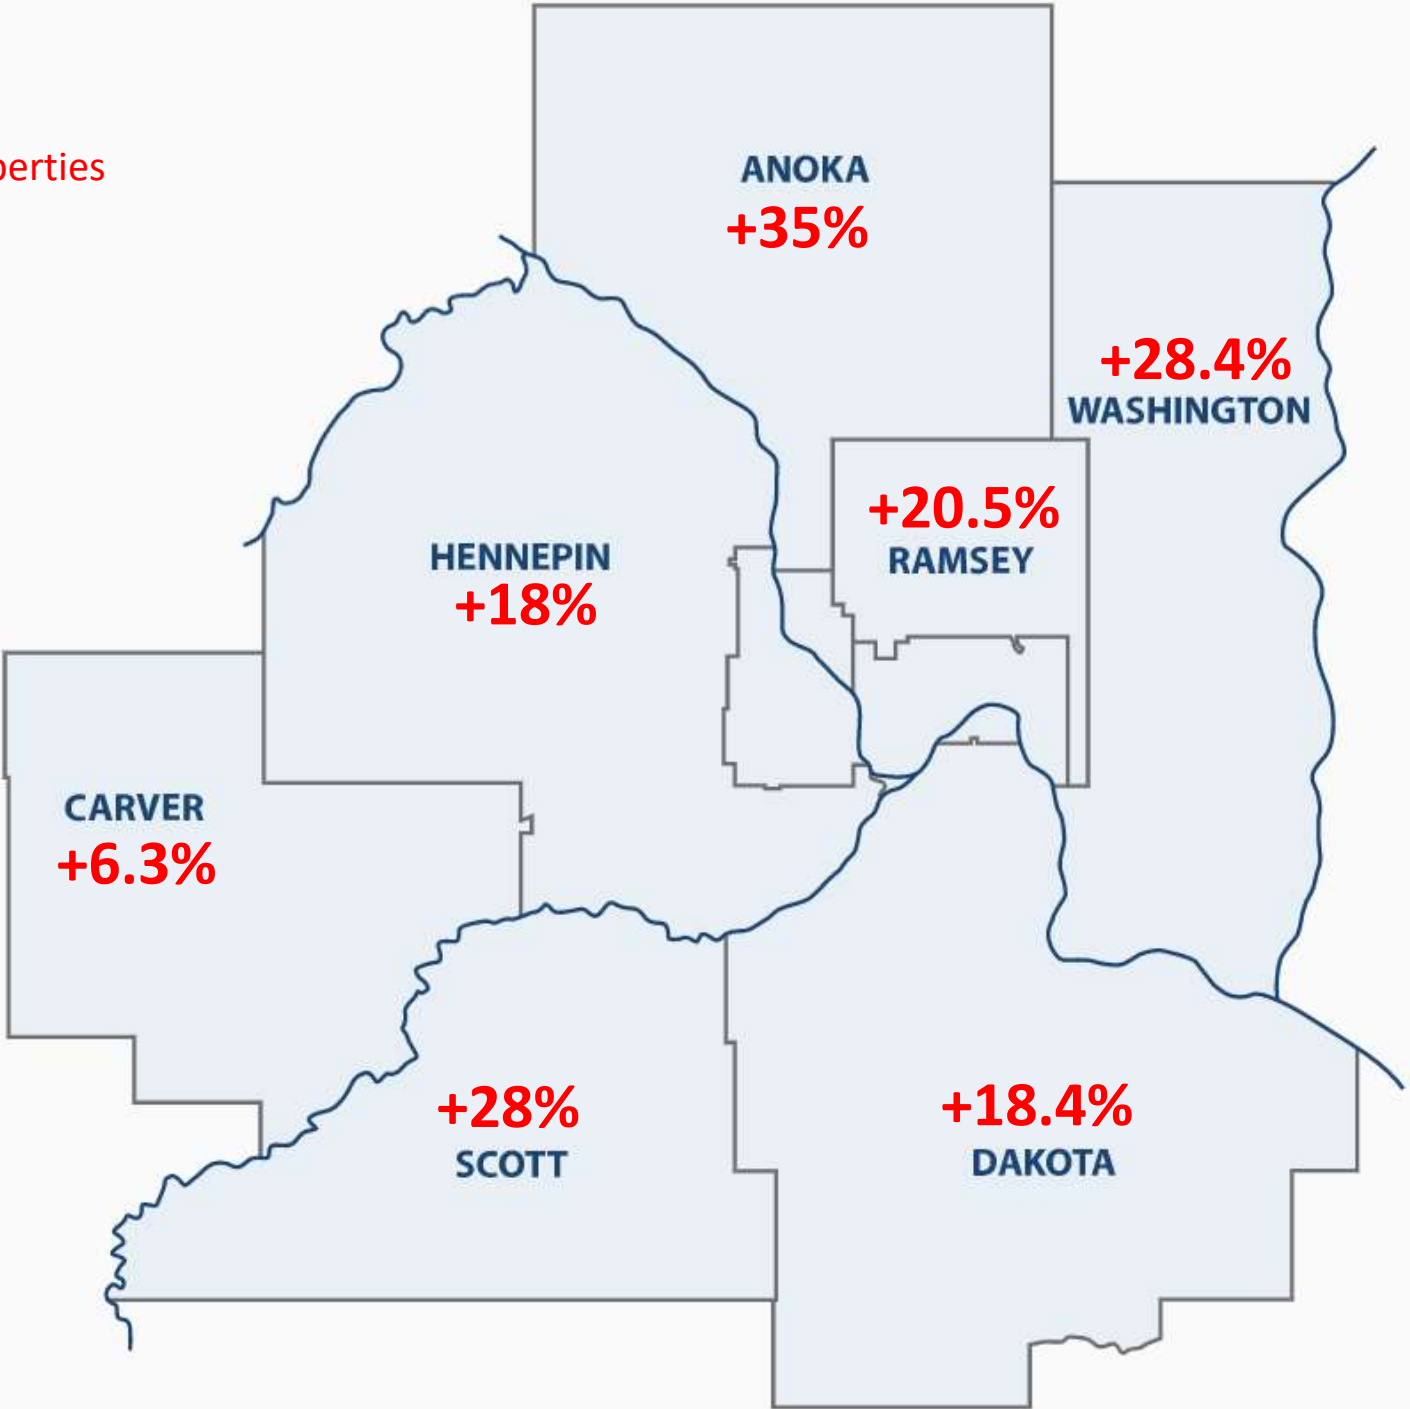 perties
ANOKA
+35%
+28.4%
WASHINGTON
+20.5%
RAMSEY
HENNEPIN
+18%
CARVER
+6.3%
+28%
SCOTT
+18.4%
DAKOTA